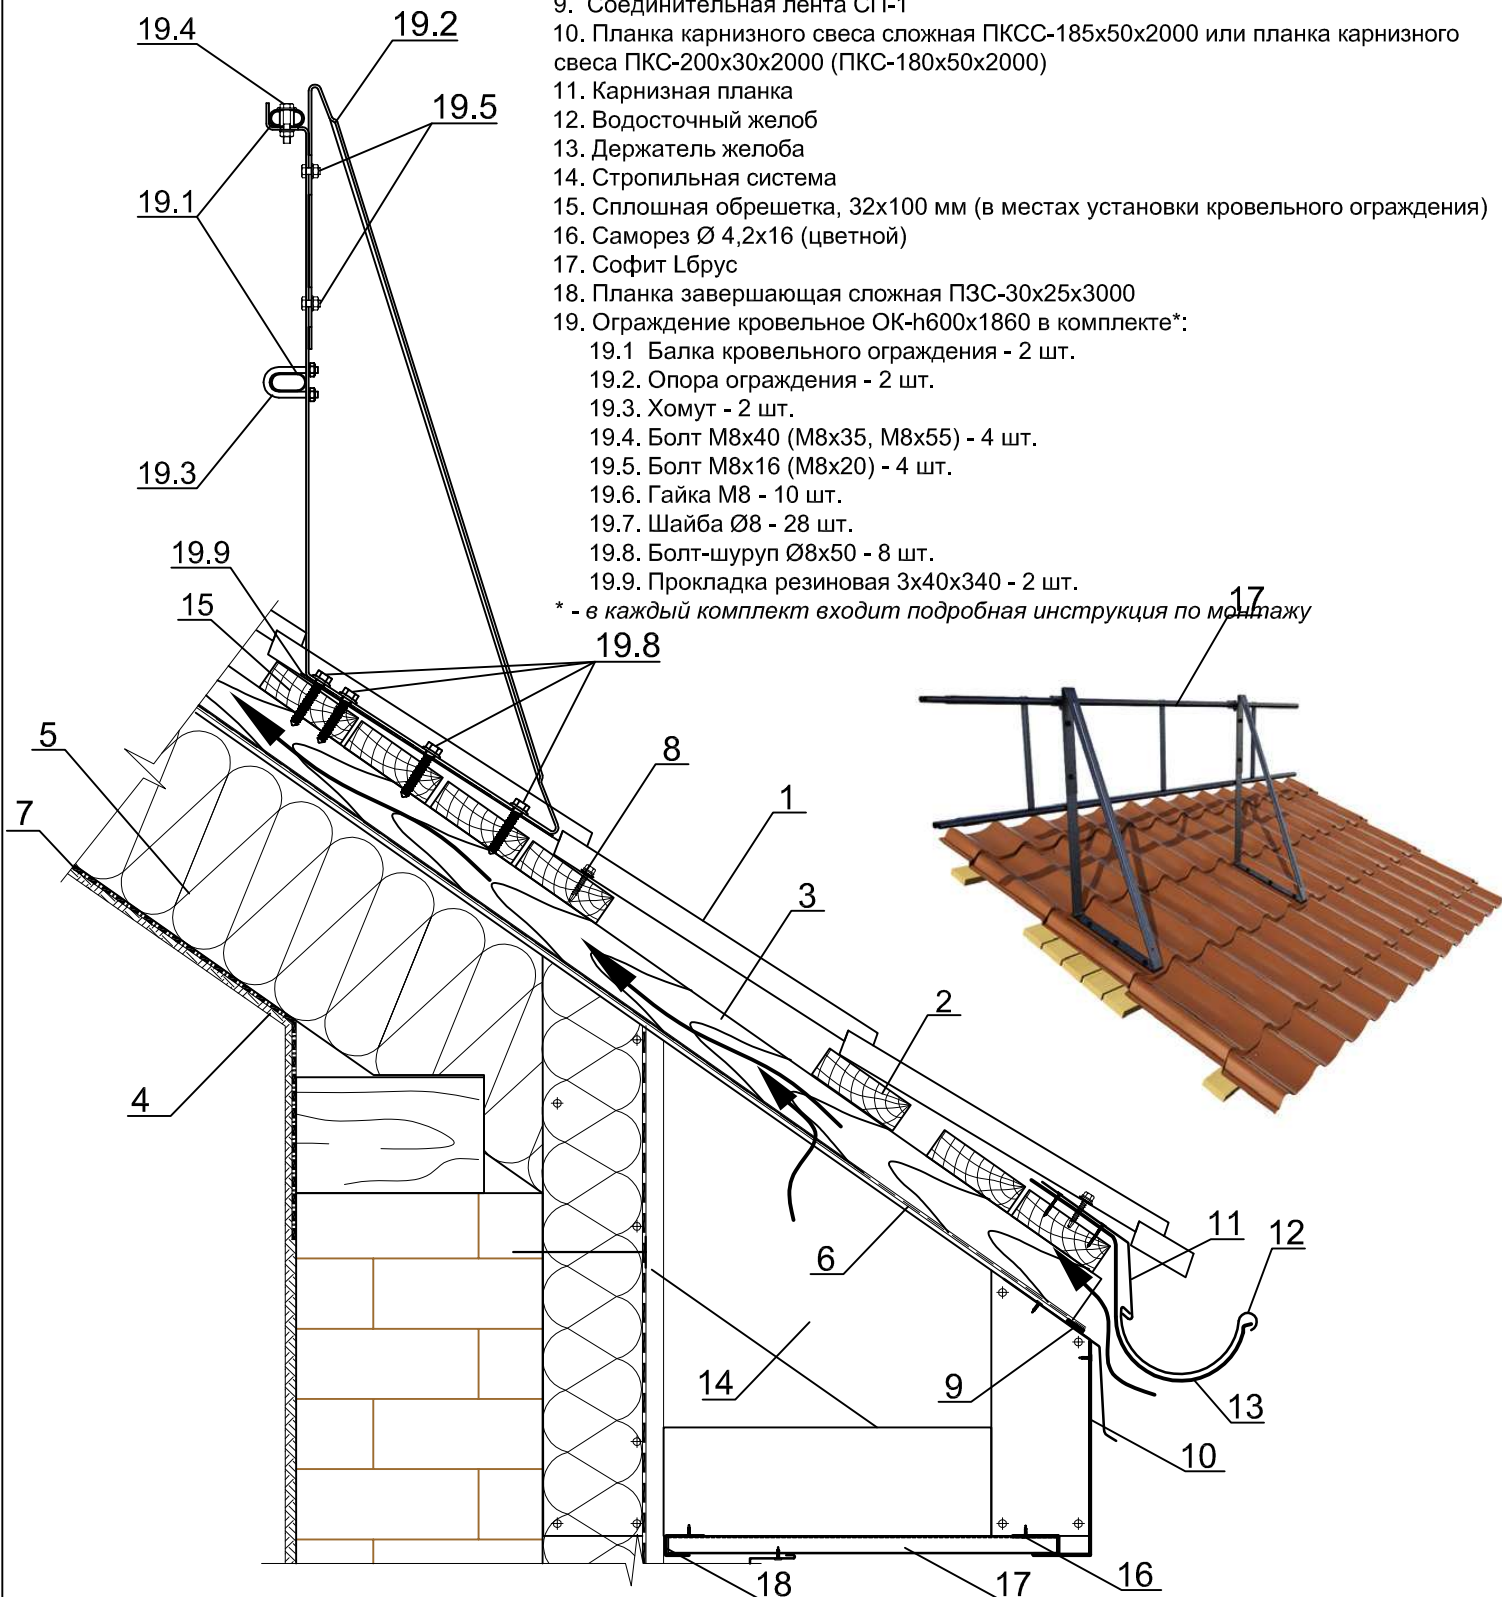 9. Соединительная лента СП-1
10. Планка карнизного свеса сложная ПКСС-185х50х2000 или планка карнизного
свеса ПКС-200х30х2000 (ПКС-180х50х2000)
11. Карнизная планка
12. Водосточный желоб
13. Держатель желоба
14. Стропильная система
15. Сплошная обрешетка, 32х100 мм (в местах установки кровельного ограждения)
16. Саморез Ø 4,2х16 (цветной)
17. Софит Lбрус
18. Планка завершающая сложная ПЗС-30х25х3000
19. Ограждение кровельное ОК-h600х1860 в комплекте*:
19.1 Балка кровельного ограждения - 2 шт.
19.2. Опора ограждения - 2 шт.
19.3. Хомут - 2 шт.
19.4. Болт М8х40 (М8х35, М8х55) - 4 шт.
19.5. Болт М8х16 (М8х20) - 4 шт.
19.6. Гайка М8 - 10 шт.
19.7. Шайба Ø8 - 28 шт.
19.8. Болт-шуруп Ø8х50 - 8 шт.
19.9. Прокладка резиновая 3х40х340 - 2 шт.
* - в каждый комплект входит подробная инструкция по монтажу
19.4
19.2
19.5
19.1
19.3
19.9
15
19.8
17
5
8
7
1
3
2
4
6
11
12
14
9
13
10
18
17
16